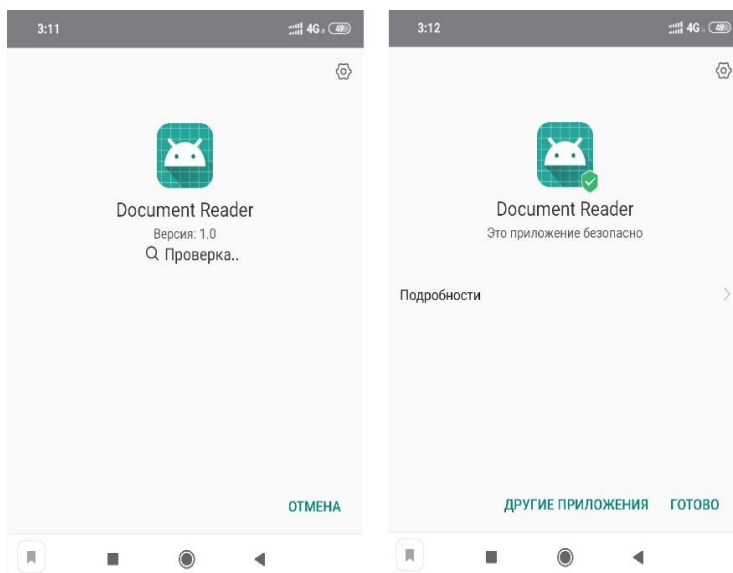 3:11
4G
49
Document Reader
Версия: 1.0
Проверка..
ОТМЕНА
3:12
4G
49
Document Reader
Это приложение безопасно
Подробности
ДРУГИЕ ПРИЛОЖЕНИЯ ГОТОВО